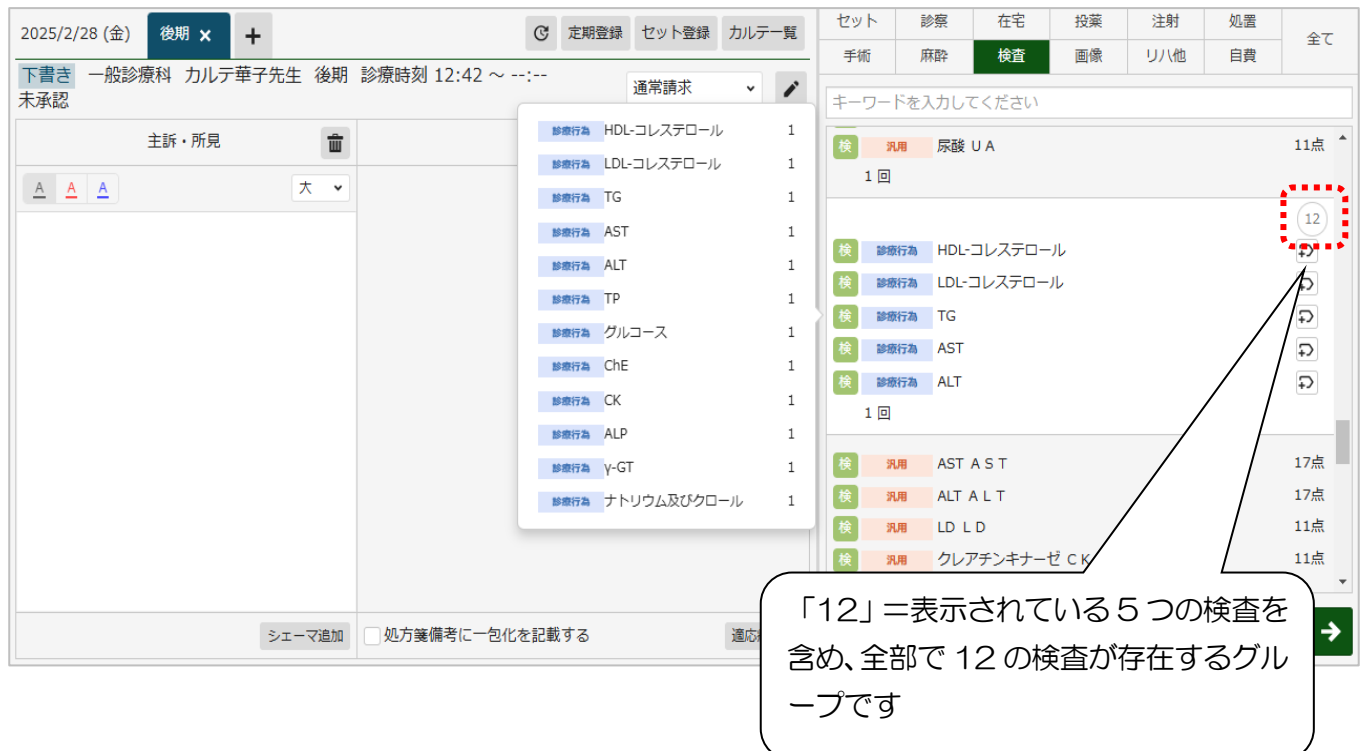 2025/2/28 (金)
後期 ×
+
定期登録
セット登録
カルテ一覧
下書き 一般診療科 カルテ華子先生 後期 診療時刻 12:42 ～ --:--
未承認
通常請求
主訴・所見
A A A
大
診療行為 HDL-コレステロール 1
診療行為 LDL-コレステロール 1
診療行為 TG 1
診療行為 AST 1
診療行為 ALT 1
診療行為 TP 1
診療行為 グルコース 1
診療行為 ChE 1
診療行為 CK 1
診療行為 ALP 1
診療行為 γ-GT 1
診療行為 ナトリウム及びクロール 1
シェーマ追加
処方箋備考に一包化を記載する
適応
セット 診察 在宅 投薬 注射 処置 全て
手術 麻酔 検査 画像 リハ他 自費
キーワードを入力してください
検 汎用 尿酸 ＵＡ 11点
1 回
12
検 診療行為 HDL-コレステロール
検 診療行為 LDL-コレステロール
検 診療行為 TG
検 診療行為 AST
検 診療行為 ALT
1 回
検 汎用 AST ＡＳＴ 17点
検 汎用 ALT ＡＬＴ 17点
検 汎用 LD ＬＤ 11点
検 汎用 クレアチンキナーゼ ＣＫ 11点
「12」＝表示されている５つの検査を
含め、全部で 12 の検査が存在するグル
ープです